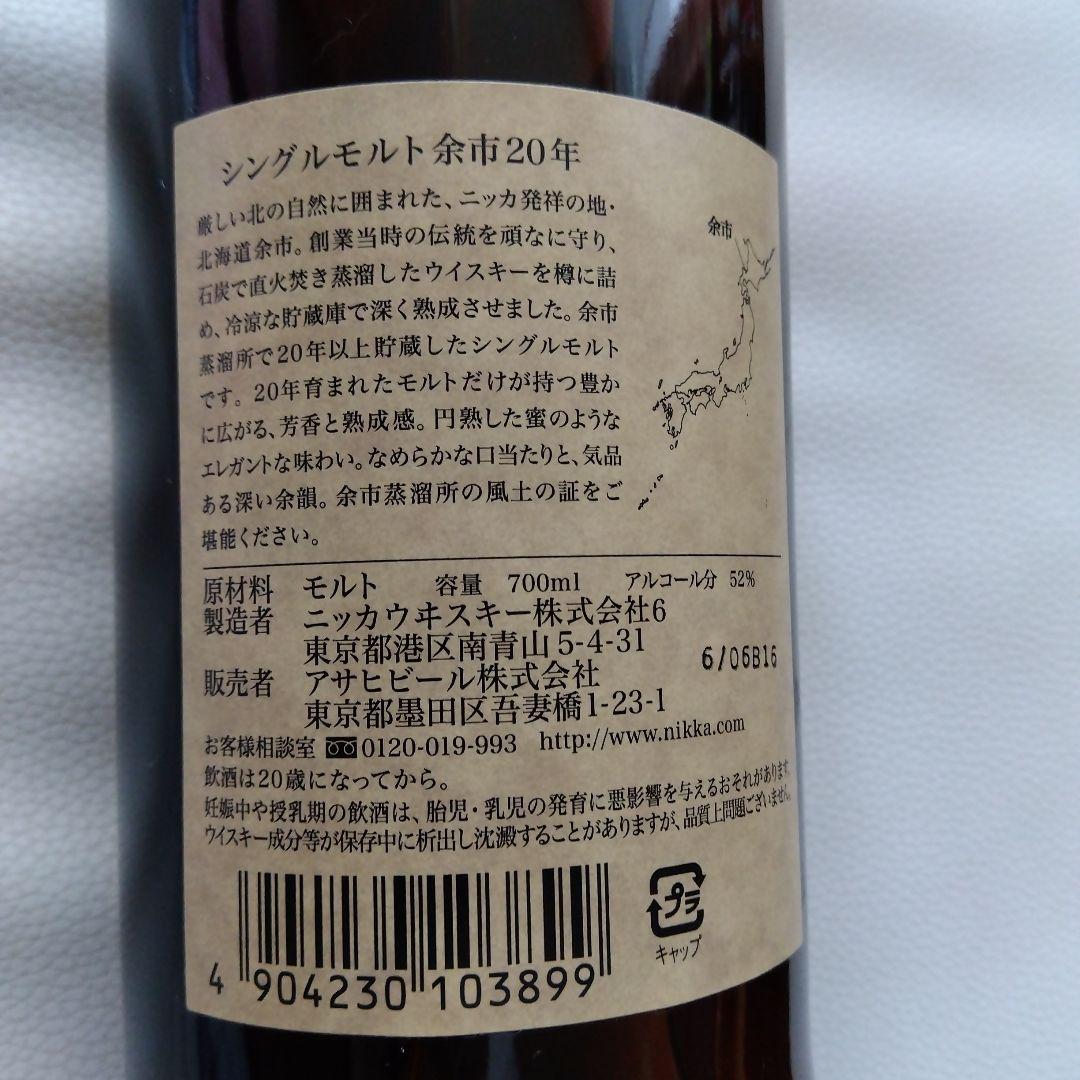 シングルモルト余市20年
厳しい北の自然に囲まれた、ニッカ発祥の地・
北海道余市。創業当時の伝統を頑なに守り、
石炭で直火焚き蒸溜したウイスキーを樽に詰
め、冷涼な貯蔵庫で深く熟成させました。余市
蒸溜所で20年以上貯蔵したシングルモルト
です。20年育まれたモルトだけが持つ豊か
に広がる、芳香と熟成感。円熟した蜜のような
エレガントな味わい。なめらかな口当たりと、気品
ある深い余韻。余市蒸溜所の風土の証をご
堪能ください。
余市
原材料 モルト 容量 700ml アルコール分 52%
製造者 ニッカウヰスキー株式会社6
東京都港区南青山5-4-31
6/06B16
販売者 アサヒビール株式会社
東京都墨田区吾妻橋1-23-1
お客様相談室 0120-019-993 http://www.nikka.com
飲酒は20歳になってから。
妊娠中や授乳期の飲酒は、胎児・乳児の発育に悪影響を与えるおそれがあります。
ウイスキー成分等が保存中に析出し沈澱することがありますが、品質上問題ございません。
プラ
キャップ
4 904230 103899